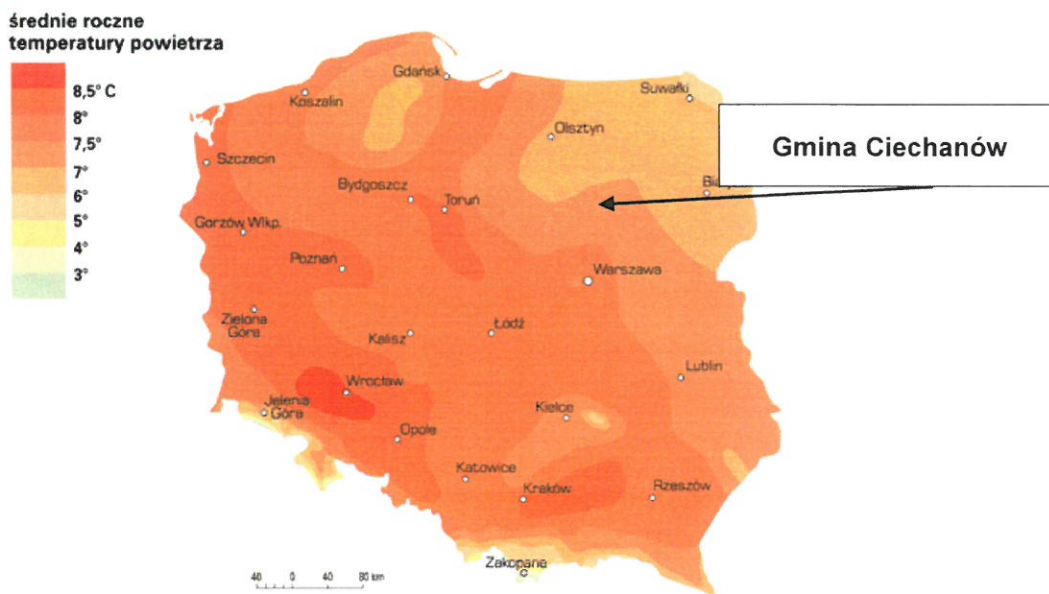 średnie roczne
temperatury powietrza
8,5° C
8°
7,5°
7°
6°
5°
4°
3°
Gdańsk
Koszalin
Suwałki
Olsztyn
Gmina Ciechanów
Szczecin
Bydgoszcz
Toruń
Gorzów Wlkp.
Poznań
Warszawa
Zielona
Góra
Kalisz
Łódź
Lublin
Wrocław
Jelenia
Góra
Kielce
Opole
Katowice
Kraków
Rzeszów
Zakopane
40 0 40 80 km